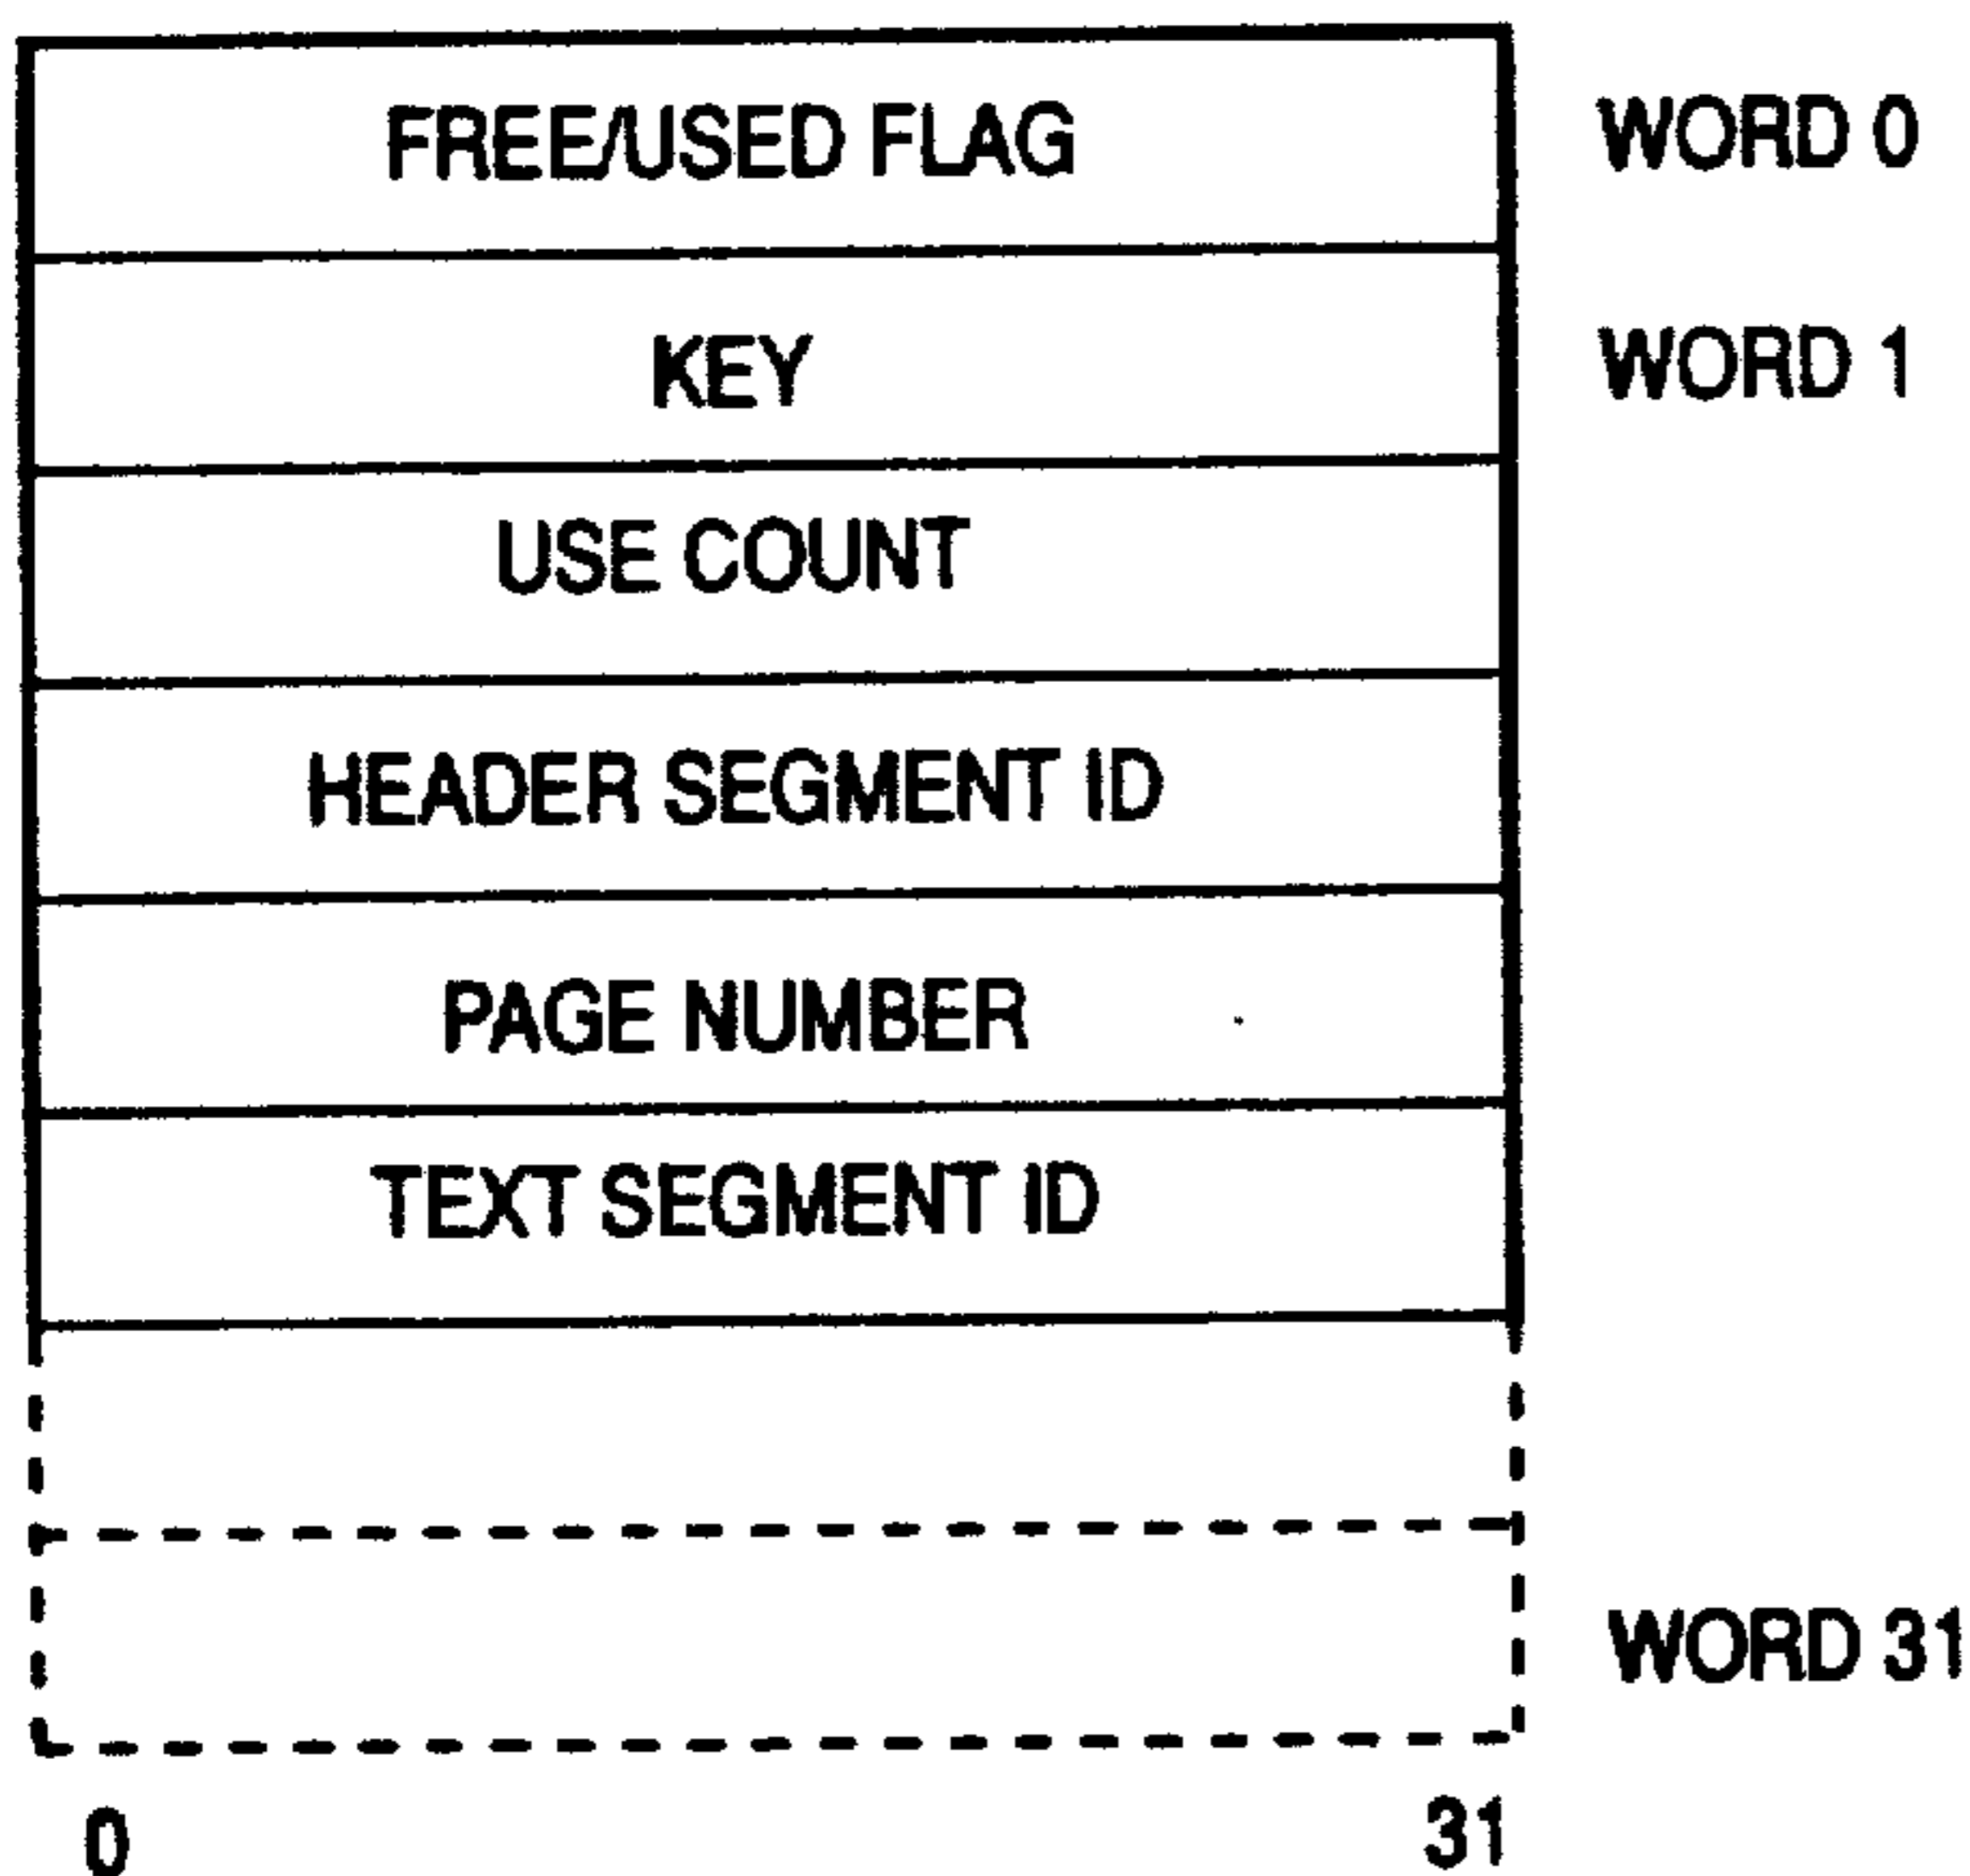 FREE/USED FLAG WORD 0
KEY WORD 1
USE COUNT
HEADER SEGMENT ID
PAGE NUMBER
TEXT SEGMENT ID
WORD 31
0 31